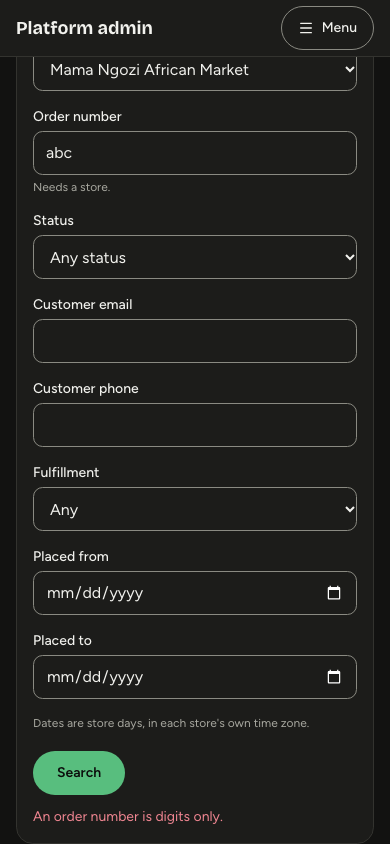 Platform admin
Menu
Mama Ngozi African Market
Order number
abc
Needs a store.
Status
Any status
Customer email
Customer phone
Fulfillment
Any
Placed from
mm/dd/yyyy
Placed to
mm/dd/yyyy
Dates are store days, in each store's own time zone.
Search
An order number is digits only.